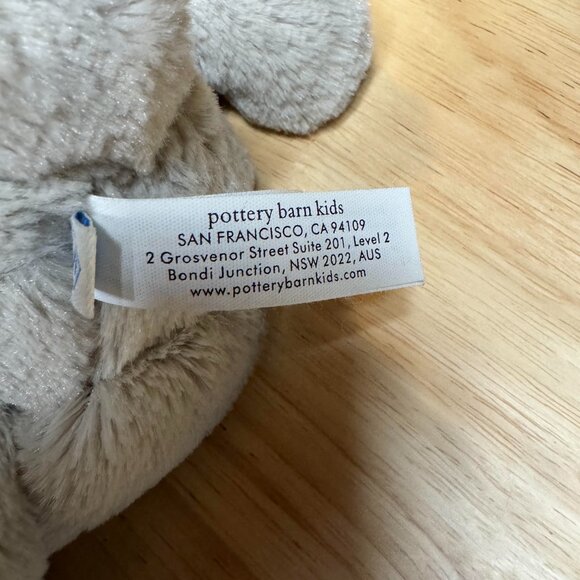 pottery barn kids
SAN FRANCISCO, CA 94109
2 Grosvenor Street Suite 201, Level 2
Bondi Junction, NSW 2022, AUS
www.potterybarnkids.com